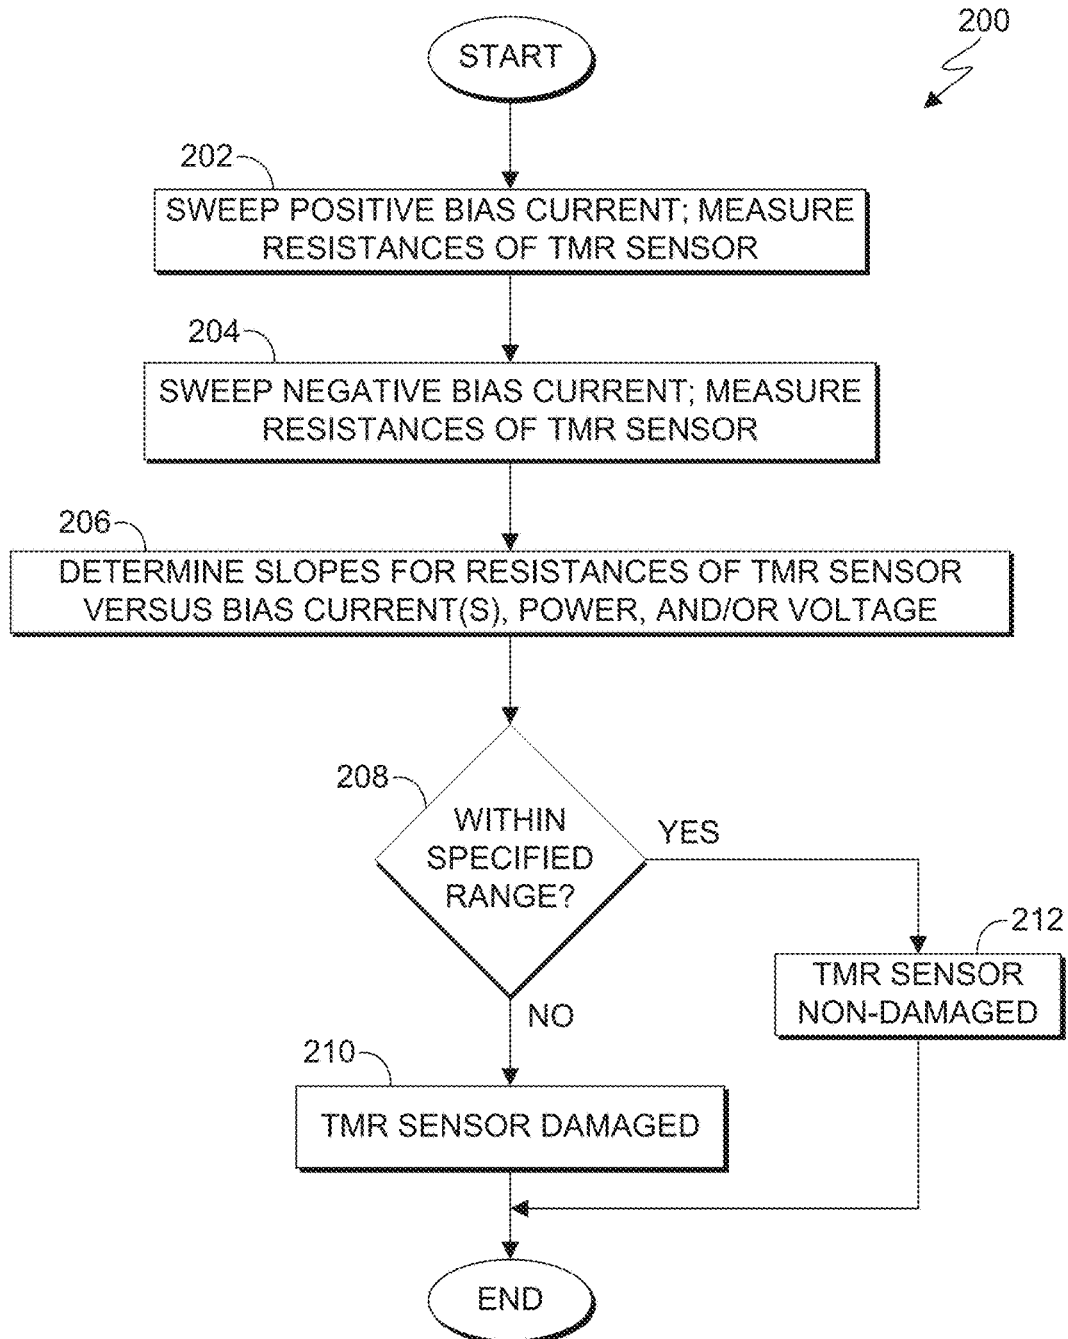 200
START
202
SWEEP POSITIVE BIAS CURRENT; MEASURE
RESISTANCES OF TMR SENSOR
204
SWEEP NEGATIVE BIAS CURRENT; MEASURE
RESISTANCES OF TMR SENSOR
206
DETERMINE SLOPES FOR RESISTANCES OF TMR SENSOR
VERSUS BIAS CURRENT(S), POWER, AND/OR VOLTAGE
208
WITHIN
SPECIFIED
RANGE?
YES
212
TMR SENSOR
NON-DAMAGED
NO
210
TMR SENSOR DAMAGED
END